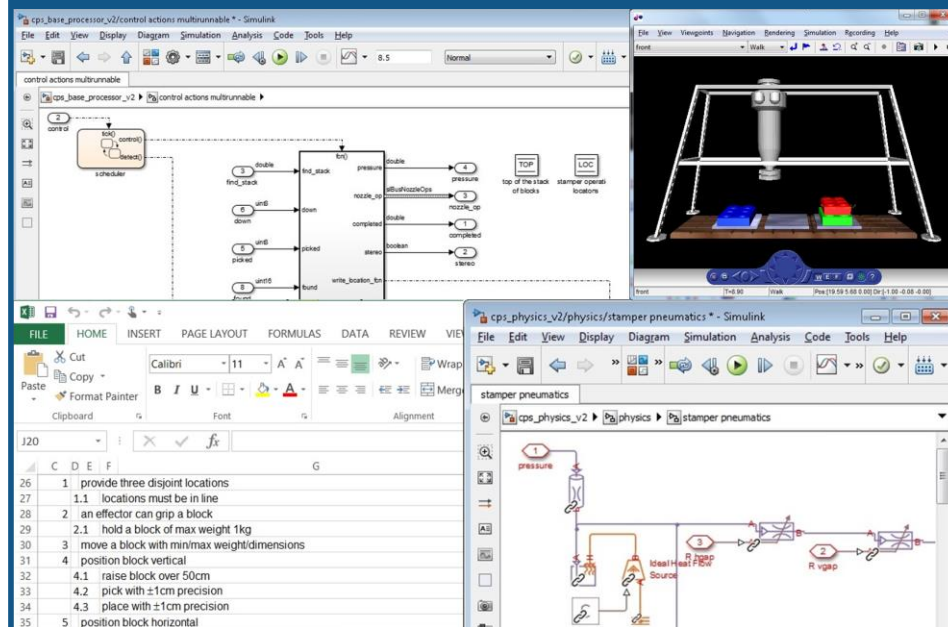 cps_base_processor_v2/control actions multirunnable * - Simulink
File Edit View Display Diagram Simulation Analysis Code Tools Help
8.5 Normal
control actions multirunnable
cps_base_processor_v2 control actions multirunnable
2
control
tick()
control()
detect()
scheduler
fcn()
double
3
find_stack
find_stack
uint8
6
down
down
uint8
5
picked
picked
uint16
8
found
found
pressure
double
4
pressure
nozzle_op
3
nozzle_op
completed
double
1
completed
stereo
boolean
2
stereo
write_location_fcn
TOP
top of the stack
of blocks
LOC
File View Viewpoints Navigation Rendering Simulation Recording Help
front Walk
front T=6.90 Walk
FILE HOME INSERT PAGE LAYOUT FORMULAS DATA REVIEW
Cut
Copy
Format Painter
Paste
Clipboard
Calibri 11
Font
Wrap
Alignment
J20 fx
C D E F G
26 1 provide three disjoint locations
27 1.1 locations must be in line
28 2 an effector can grip a block
29 2.1 hold a block of max weight 1kg
30 3 move a block with min/max weight/dimensions
31 4 position block vertical
32 4.1 raise block over 50cm
33 4.2 pick with ±1cm precision
34 4.3 place with ±1cm precision
35 5 position block horizontal
cps_physics_v2/physics/stamper pneumatics * - Simulink
File Edit View Display Diagram Simulation Analysis Code Tools Help
stamper pneumatics
cps_physics_v2 physics stamper pneumatics
1
pressure
A B
A B
3
R hgap
2
R vgap
Ideal Heat Flow
Source